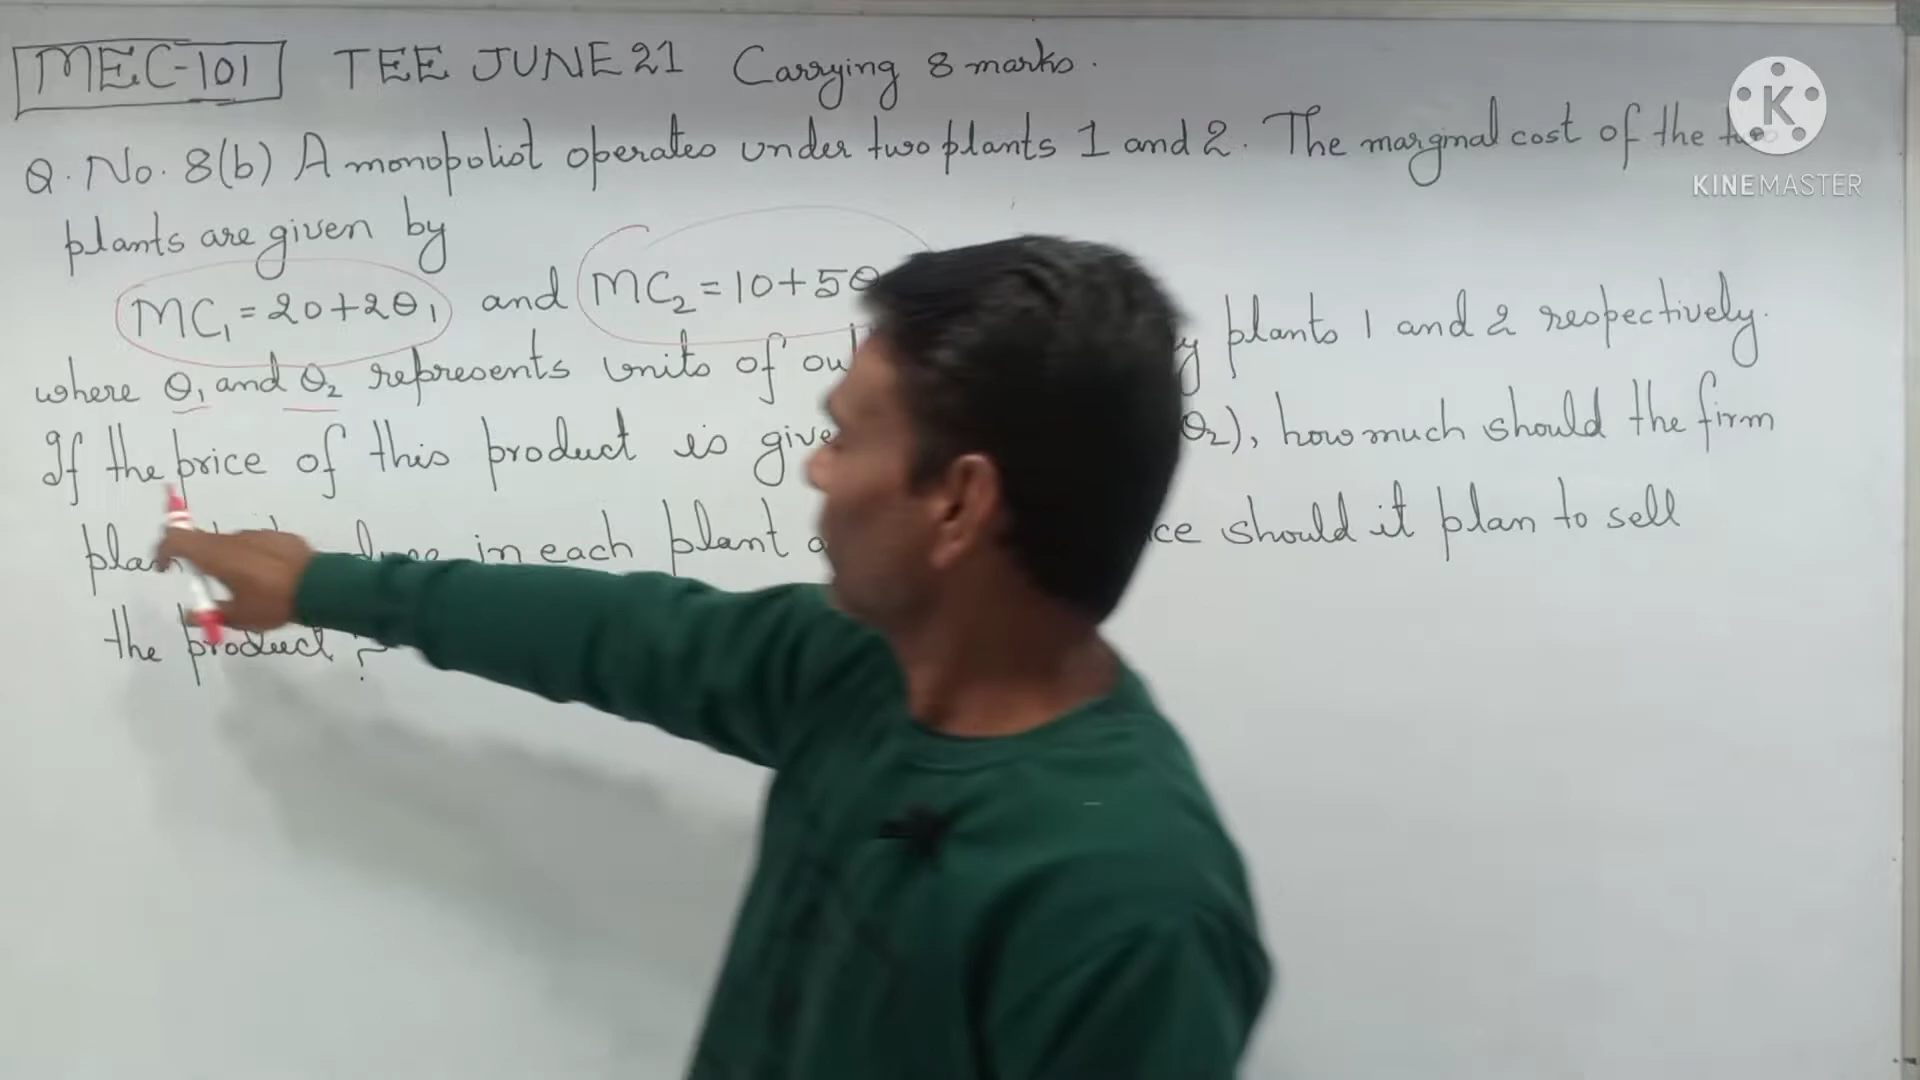 MEC-101 TEE JUNE 21 Carrying 8 marks.
Q. No. 8(b) A monopolist operates under two plants 1 and 2. The marginal cost of the
KINEMASTER
plants are given by
MC₁ = 20 + 2Q₁ and MC₂ = 10 + 5Q
where Q₁ and Q₂ represents units of plants 1 and 2 respectively.
If the price of this product is Q₂), how much should the firm
in each plant should it plan to sell
the product ?